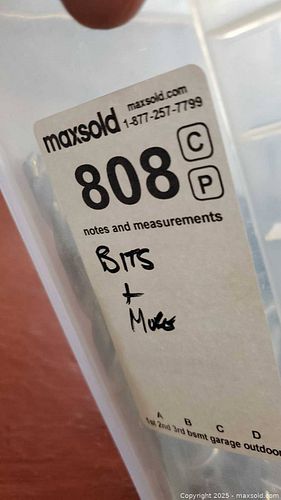 maxsold maxsold.com
1-877-257-7799
808 C
P
notes and measurements
BITS
+
A B C D
1st 2nd 3rd bsmt garage outdoor
Copyright 2025 - maxsold.com